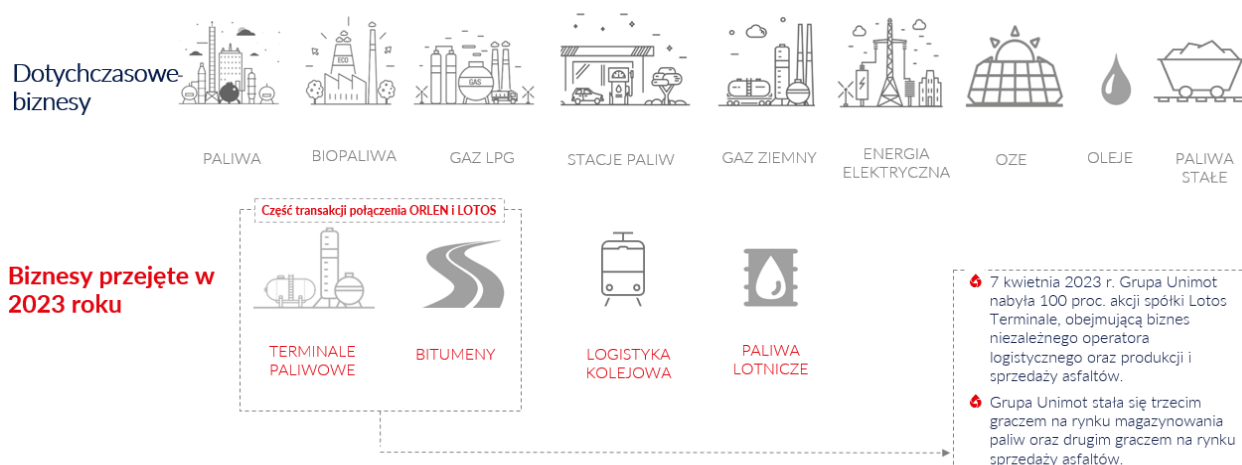 Dotychczasowe
biznesy
ECO
GAS
PALIWA
BIOPALIWA
GAZ LPG
STACJE PALIW
GAZ ZIEMNY
ENERGIA
ELEKTRYCZNA
OZE
OLEJE
PALIWA
STAŁE
Biznesy przejęte w
2023 roku
Część transakcji połączenia ORLEN i LOTOS
TERMINALE
PALIWOWE
BITUMENY
LOGISTYKA
KOLEJOWA
PALIWA
LOTNICZE
7 kwietnia 2023 r. Grupa Unimot
nabyła 100 proc. akcji spółki Lotos
Terminale, obejmującą biznes
niezależnego operatora
logistycznego oraz produkcji i
sprzedaży asfaltów.
Grupa Unimot stała się trzecim
graczem na rynku magazynowania
paliw oraz drugim graczem na rynku
sprzedaży asfaltów.